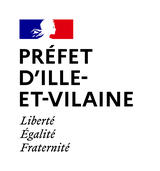 PRÉFET
D'ILLE-
ET-VILAINE
Liberté
Égalité
Fraternité